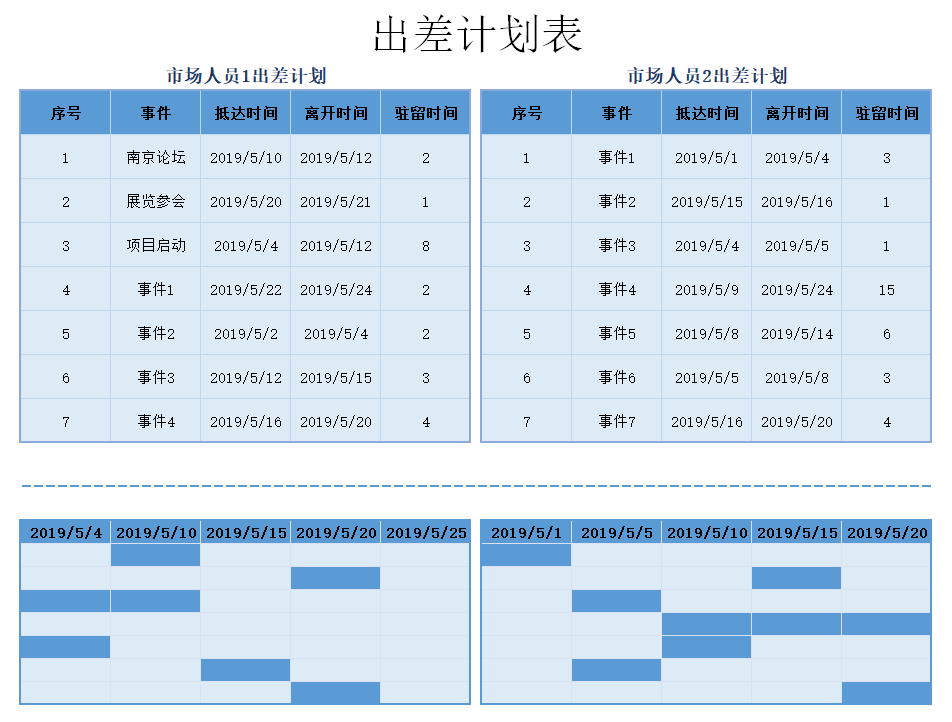 出差计划表
市场人员1出差计划 市场人员2出差计划
序号 事件 抵达时间 离开时间 驻留时间 序号 事件 抵达时间 离开时间 驻留时间
1 南京论坛 2019/5/10 2019/5/12 2 1 事件1 2019/5/1 2019/5/4 3
2 展览参会 2019/5/20 2019/5/21 1 2 事件2 2019/5/15 2019/5/16 1
3 项目启动 2019/5/4 2019/5/12 8 3 事件3 2019/5/4 2019/5/5 1
4 事件1 2019/5/22 2019/5/24 2 4 事件4 2019/5/9 2019/5/24 15
5 事件2 2019/5/2 2019/5/4 2 5 事件5 2019/5/8 2019/5/14 6
6 事件3 2019/5/12 2019/5/15 3 6 事件6 2019/5/5 2019/5/8 3
7 事件4 2019/5/16 2019/5/20 4 7 事件7 2019/5/16 2019/5/20 4
2019/5/4 2019/5/10 2019/5/15 2019/5/20 2019/5/25 2019/5/1 2019/5/5 2019/5/10 2019/5/15 2019/5/20